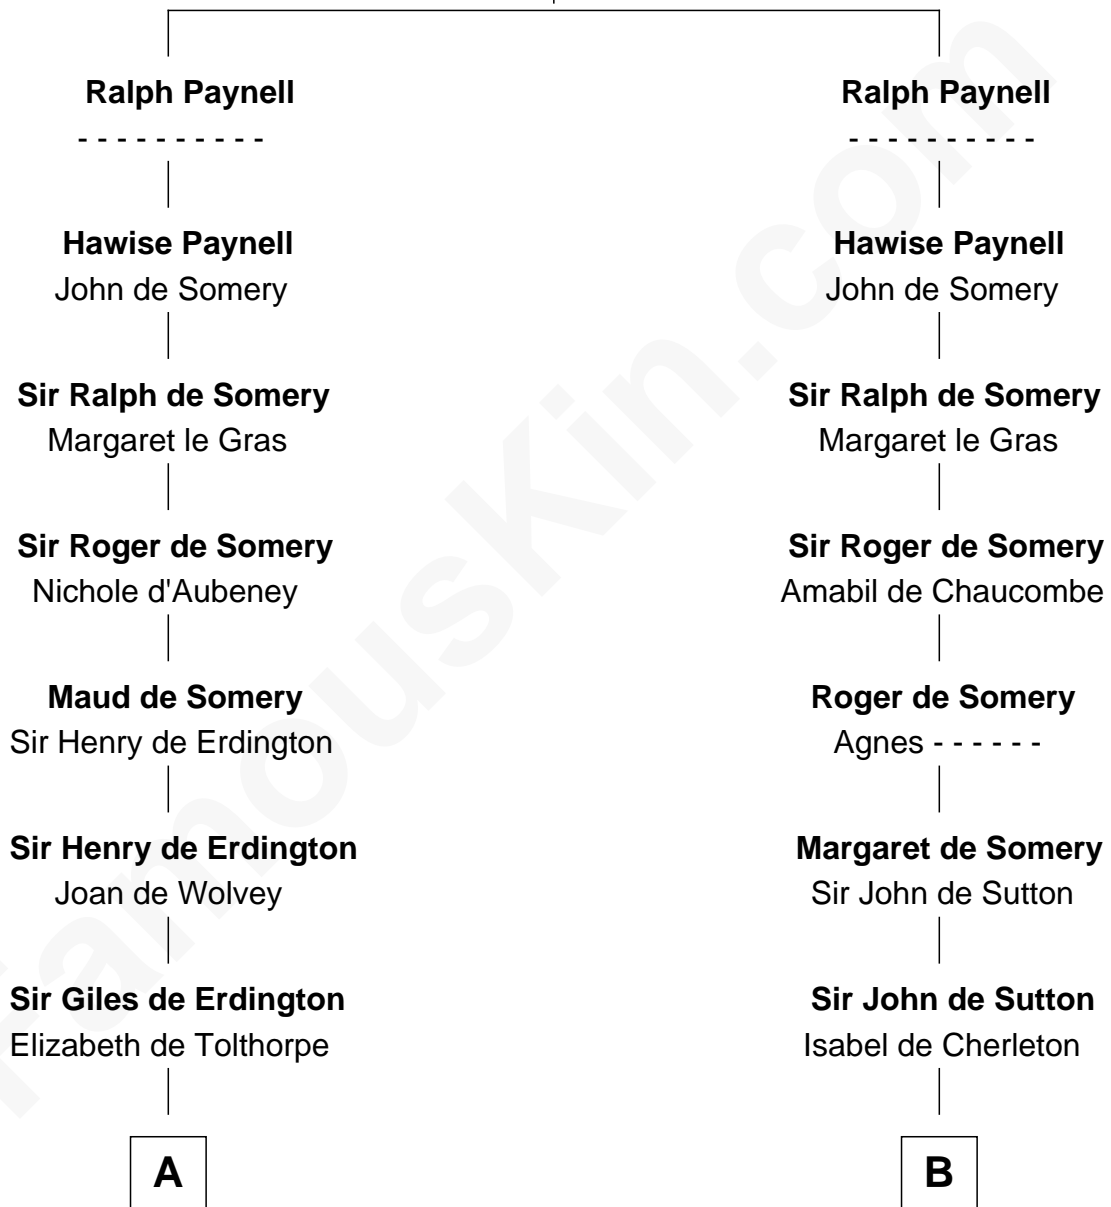 Ralph Paynell
- - - - - - - - - -
Hawise Paynell
John de Somery
Sir Ralph de Somery
Margaret le Gras
Sir Roger de Somery
Nichole d'Aubeney
Maud de Somery
Sir Henry de Erdington
Sir Henry de Erdington
Joan de Wolvey
Sir Giles de Erdington
Elizabeth de Tolthorpe
A
Ralph Paynell
- - - - - - - - - -
Hawise Paynell
John de Somery
Sir Ralph de Somery
Margaret le Gras
Sir Roger de Somery
Amabil de Chaucombe
Roger de Somery
Agnes - - - - - -
Margaret de Somery
Sir John de Sutton
Sir John de Sutton
Isabel de Cherleton
B
FamousKin.com